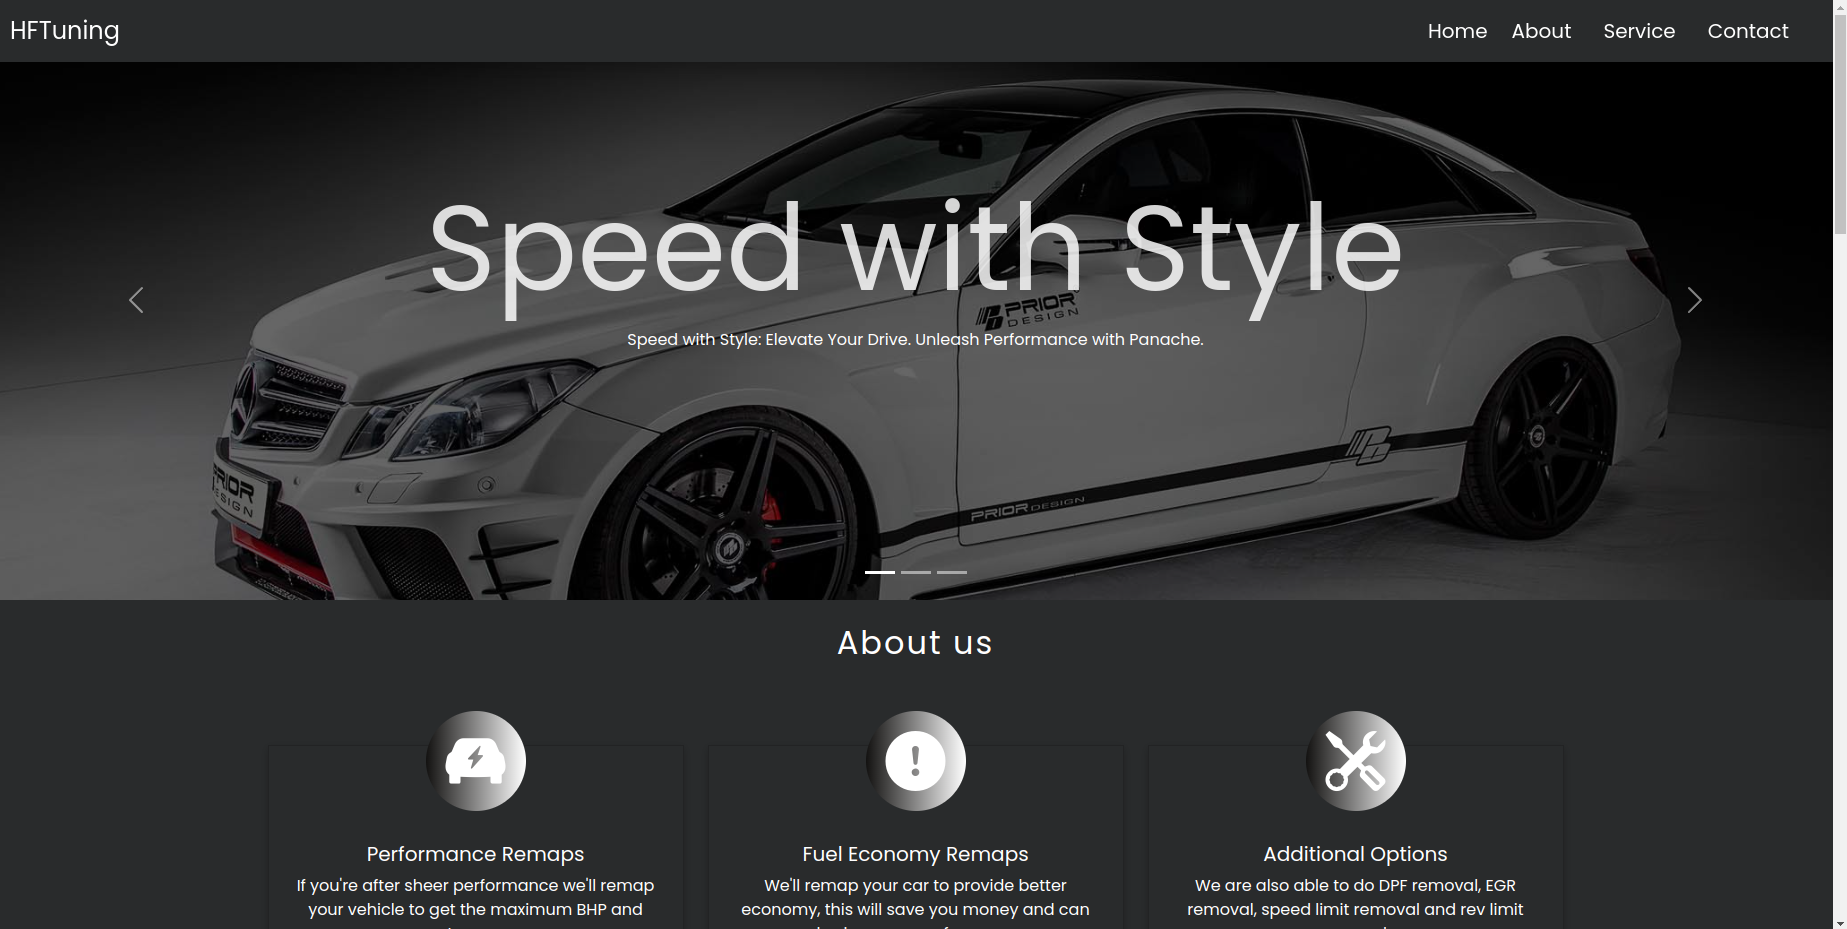 HFTuning
Home About Service Contact
Speed with Style
PRIOR
DESIGN
Speed with Style: Elevate Your Drive. Unleash Performance with Panache.
PRIOR DESIGN
About us
Performance Remaps
If you're after sheer performance we'll remap
your vehicle to get the maximum BHP and
Fuel Economy Remaps
We'll remap your car to provide better
economy, this will save you money and can
Additional Options
We are also able to do DPF removal, EGR
removal, speed limit removal and rev limit